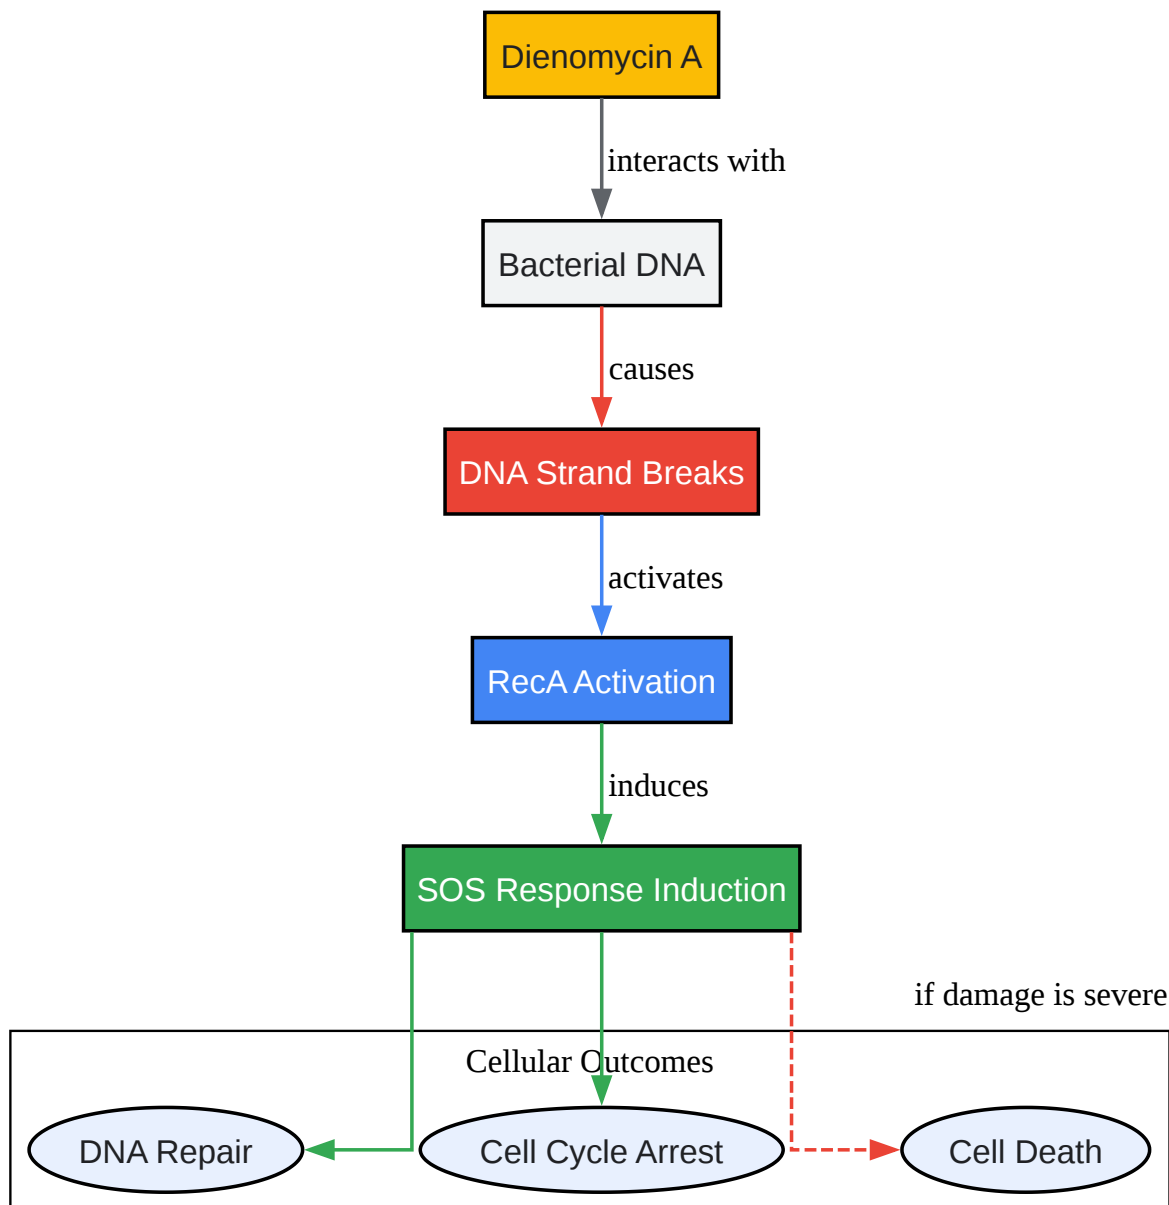 Dienomycin A
interacts with
Bacterial DNA
causes
DNA Strand Breaks
activates
RecA Activation
induces
SOS Response Induction
if damage is severe
Cellular Outcomes
DNA Repair
Cell Cycle Arrest
Cell Death